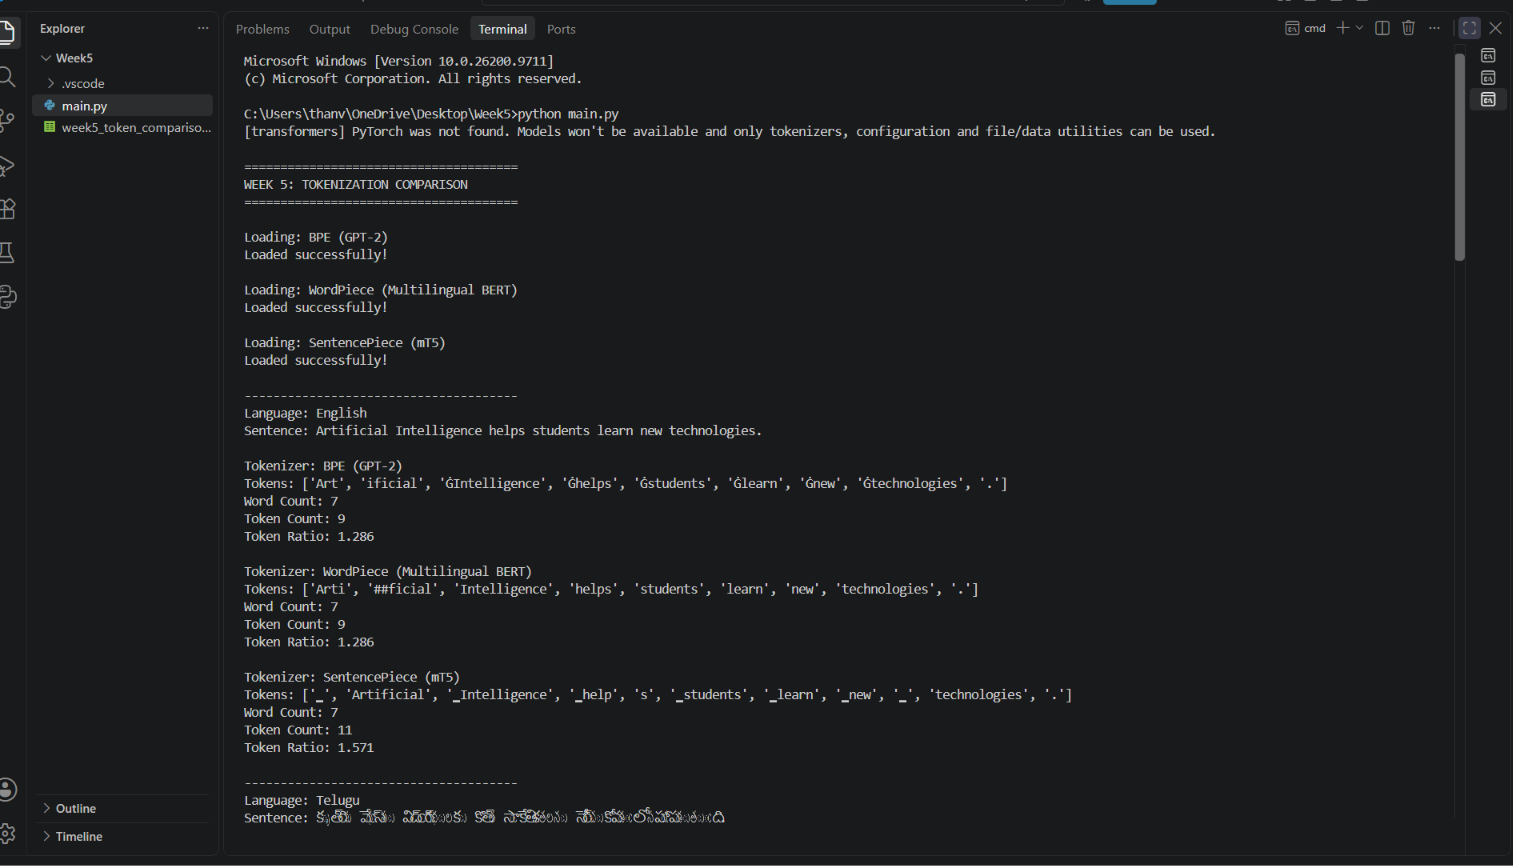 Explorer
Week5
.vscode
main.py
week5_token_compariso...
Outline
Timeline
Problems Output Debug Console Terminal Ports
cmd
Microsoft Windows [Version 10.0.26200.9711]
(c) Microsoft Corporation. All rights reserved.
C:\Users\thanv\OneDrive\Desktop\Week5>python main.py
[transformers] PyTorch was not found. Models won't be available and only tokenizers, configuration and file/data utilities can be used.
======================================
WEEK 5: TOKENIZATION COMPARISON
======================================
Loading: BPE (GPT-2)
Loaded successfully!
Loading: WordPiece (Multilingual BERT)
Loaded successfully!
Loading: SentencePiece (mT5)
Loaded successfully!
--------------------------------------
Language: English
Sentence: Artificial Intelligence helps students learn new technologies.
Tokenizer: BPE (GPT-2)
Tokens: ['Art', 'ificial', 'ĠIntelligence', 'Ġhelps', 'Ġstudents', 'Ġlearn', 'Ġnew', 'Ġtechnologies', '.']
Word Count: 7
Token Count: 9
Token Ratio: 1.286
Tokenizer: WordPiece (Multilingual BERT)
Tokens: ['Arti', '##ficial', 'Intelligence', 'helps', 'students', 'learn', 'new', 'technologies', '.']
Word Count: 7
Token Count: 9
Token Ratio: 1.286
Tokenizer: SentencePiece (mT5)
Tokens: ['▁', 'Artificial', '▁Intelligence', '▁help', 's', '▁students', '▁learn', '▁new', '▁', 'technologies', '.']
Word Count: 7
Token Count: 11
Token Ratio: 1.571
--------------------------------------
Language: Telugu
Sentence: